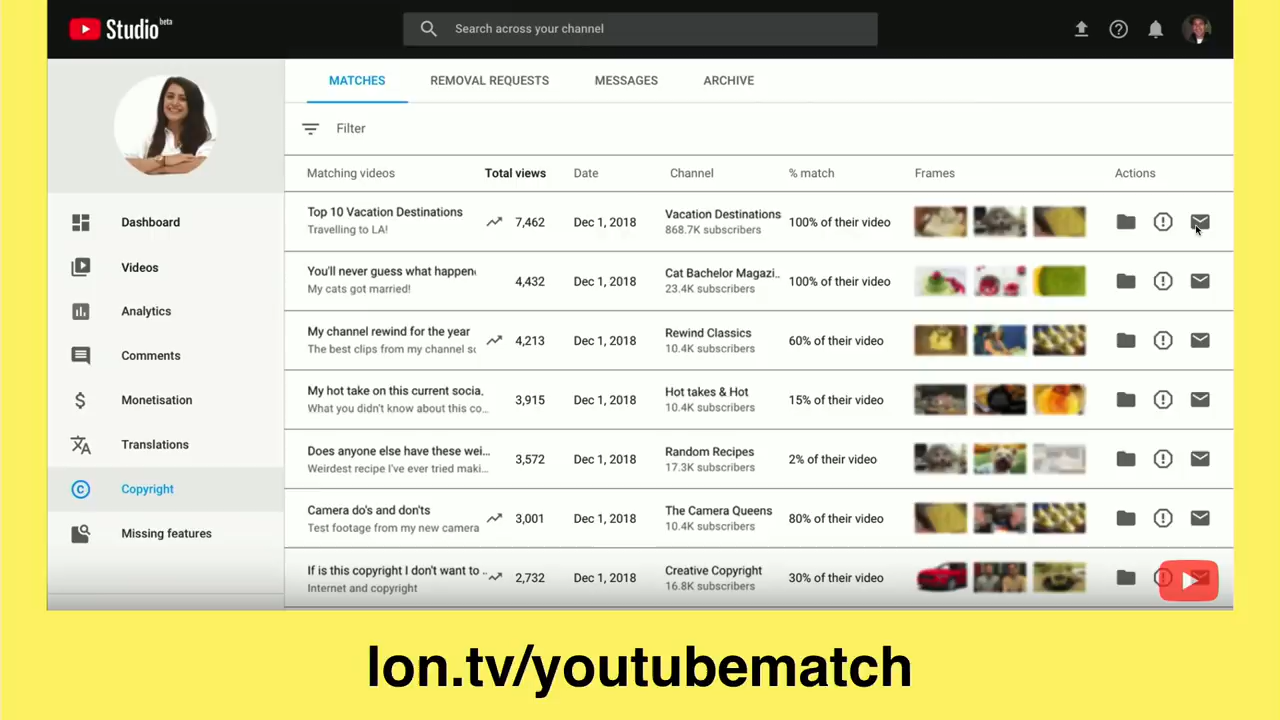 Studio beta
Search across your channel
MATCHES REMOVAL REQUESTS MESSAGES ARCHIVE
Filter
Matching videos Total views Date Channel % match Frames Actions
Top 10 Vacation Destinations 7,462 Dec 1, 2018 Vacation Destinations 100% of their video
Travelling to LA! 868.7K subscribers
You'll never guess what happen 4,432 Dec 1, 2018 Cat Bachelor Magazi.. 100% of their video
My cats got married! 23.4K subscribers
My channel rewind for the year 4,213 Dec 1, 2018 Rewind Classics 60% of their video
The best clips from my channel sc 10.4K subscribers
My hot take on this current socia. 3,915 Dec 1, 2018 Hot takes & Hot 15% of their video
What you didn't know about this co... 10.4K subscribers
Does anyone else have these wei... 3,572 Dec 1, 2018 Random Recipes 2% of their video
Weirdest recipe I've ever tried maki... 17.3K subscribers
Camera do's and don'ts 3,001 Dec 1, 2018 The Camera Queens 80% of their video
Test footage from my new camera 10.4K subscribers
If is this copyright I don't want to .. 2,732 Dec 1, 2018 Creative Copyright 30% of their video
Internet and copyright 16.8K subscribers
Dashboard
Videos
Analytics
Comments
Monetisation
Translations
Copyright
Missing features
lon.tv/youtubematch